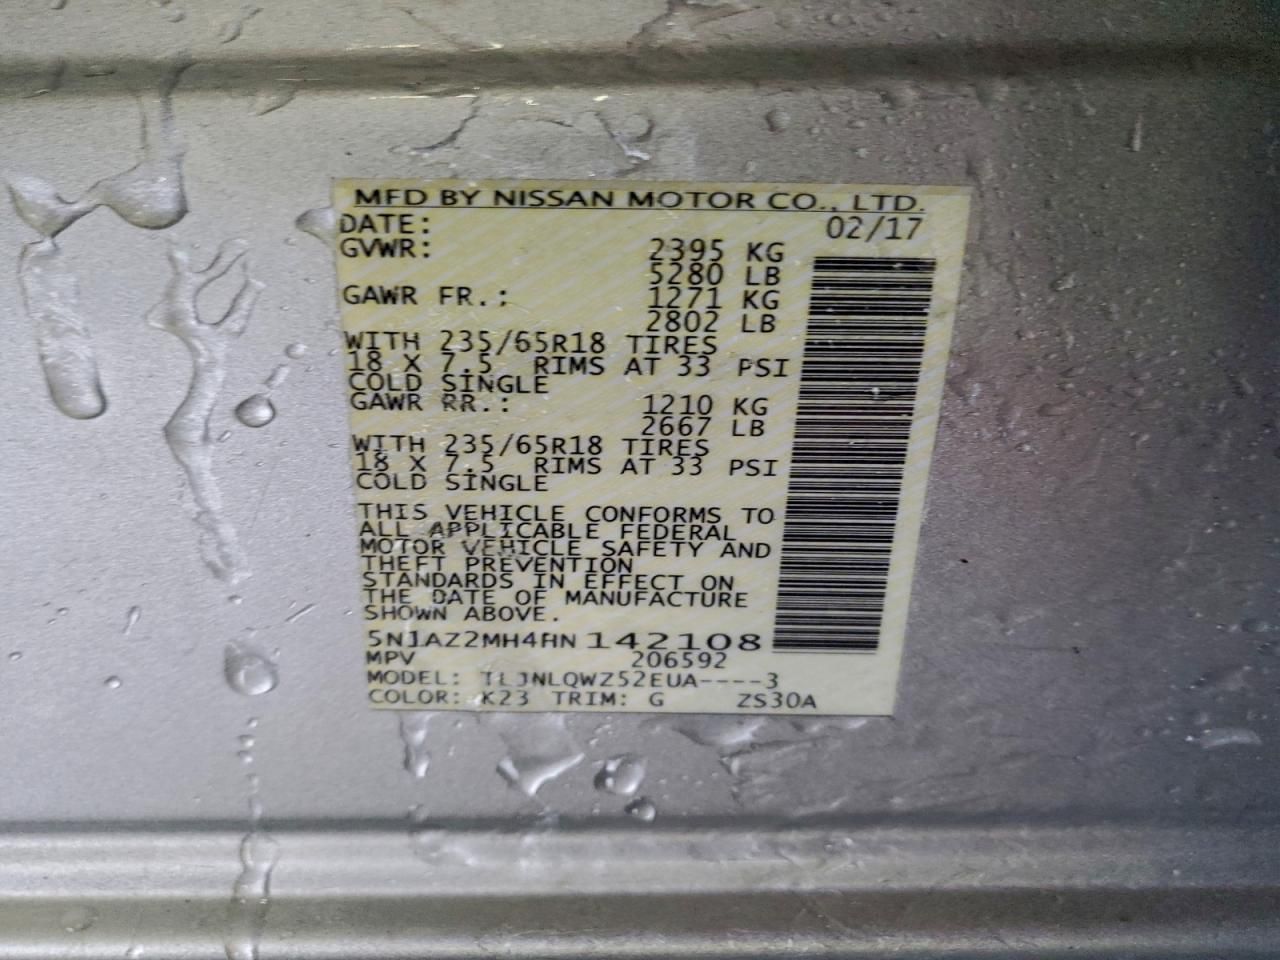 MFD BY NISSAN MOTOR CO., LTD.
DATE: 02/17
GVWR: 2395 KG
5280 LB
GAWR FR.: 1271 KG
2802 LB
WITH 235/65R18 TIRES
18 X 7.5 RIMS AT 33 PSI
COLD SINGLE
GAWR RR.: 1210 KG
2667 LB
WITH 235/65R18 TIRES
18 X 7.5 RIMS AT 33 PSI
COLD SINGLE
THIS VEHICLE CONFORMS TO
ALL APPLICABLE FEDERAL
MOTOR VEHICLE SAFETY AND
THEFT PREVENTION
STANDARDS IN EFFECT ON
THE DATE OF MANUFACTURE
SHOWN ABOVE.
5N1AZ2MH4HN142108
MPV 206592
MODEL: TLJNLQWZ52EUA----3
COLOR: K23 TRIM: G ZS30A